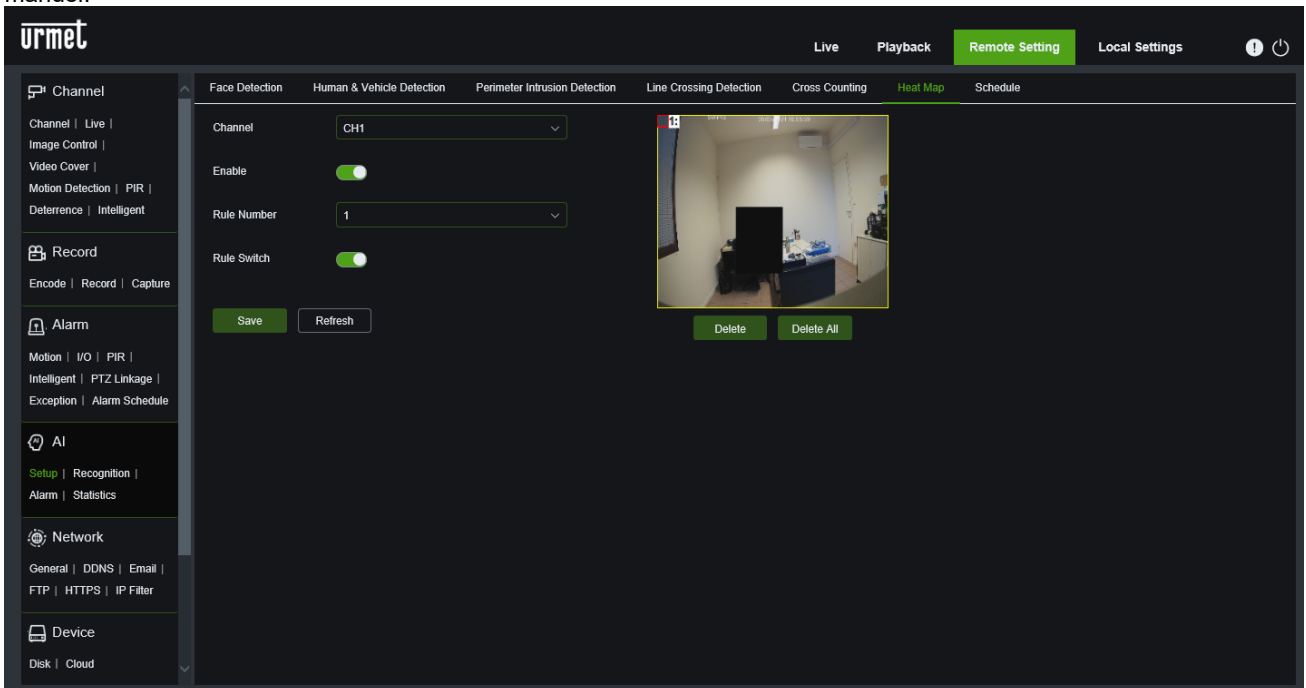 urmet
Live Playback Remote Setting Local Settings
Channel
Channel | Live |
Image Control |
Video Cover |
Motion Detection | PIR |
Deterrence | Intelligent
Record
Encode | Record | Capture
Alarm
Motion | I/O | PIR |
Intelligent | PTZ Linkage |
Exception | Alarm Schedule
AI
Setup | Recognition |
Alarm | Statistics
Network
General | DDNS | Email |
FTP | HTTPS | IP Filter
Device
Disk | Cloud
Face Detection Human & Vehicle Detection Perimeter Intrusion Detection Line Crossing Detection Cross Counting Heat Map Schedule
Channel CH1
Enable
Rule Number 1
Rule Switch
Save Refresh
1:
Delete Delete All